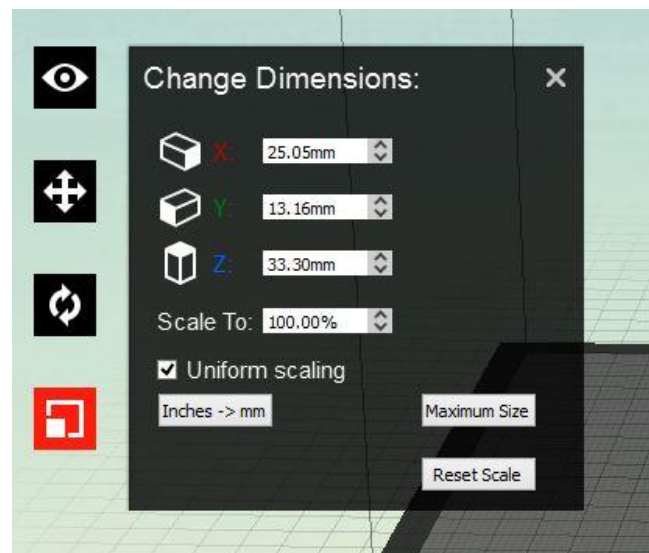 Change Dimensions:
X: 25.05mm
Y: 13.16mm
Z: 33.30mm
Scale To: 100.00%
Uniform scaling
Inches -> mm Maximum Size
Reset Scale